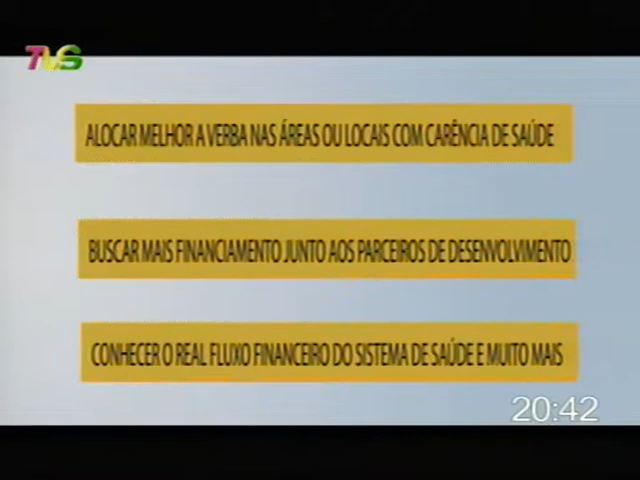 TVS
ALOCAR MELHOR A VERBA NAS ÁREAS OU LOCAIS COM CARÊNCIA DE SAÚDE
BUSCAR MAIS FINANCIAMENTO JUNTO AOS PARCEIROS DE DESENVOLVIMENTO
CONHECER O REAL FLUXO FINANCEIRO DO SISTEMA DE SAÚDE E MUITO MAIS
20:42